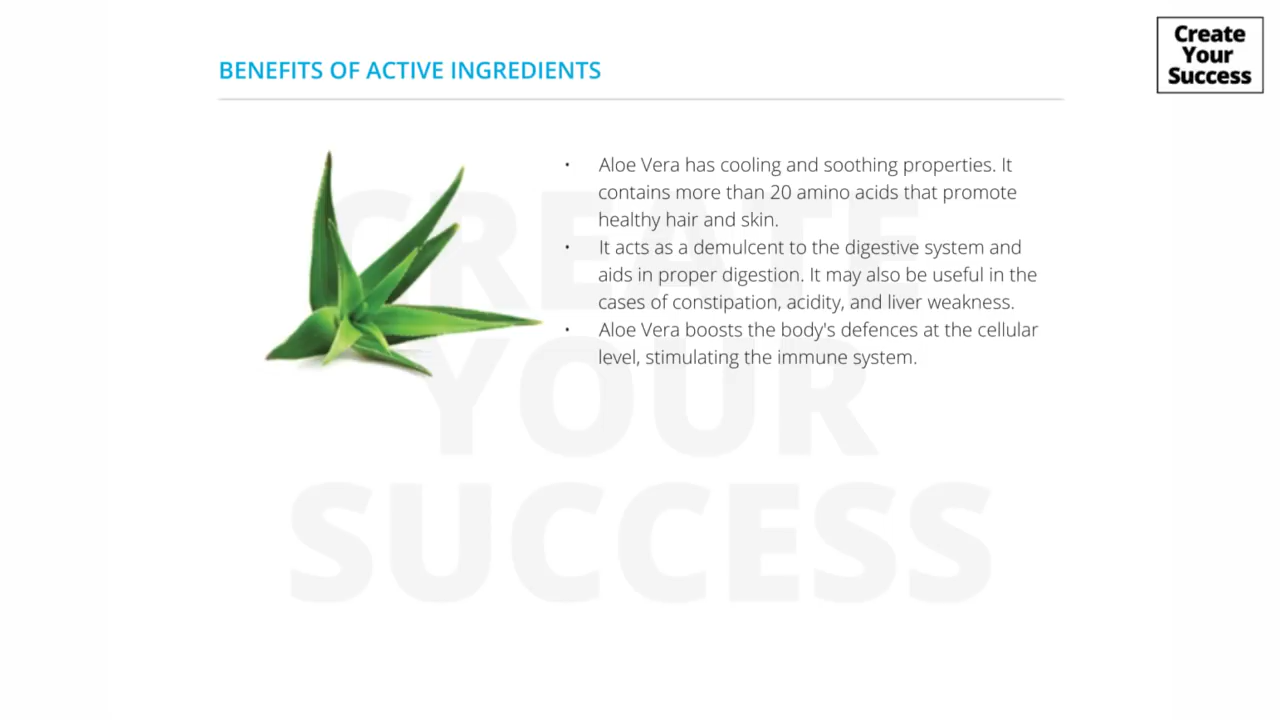 Create
Your
Success
BENEFITS OF ACTIVE INGREDIENTS
• Aloe Vera has cooling and soothing properties. It
contains more than 20 amino acids that promote
healthy hair and skin.
• It acts as a demulcent to the digestive system and
aids in proper digestion. It may also be useful in the
cases of constipation, acidity, and liver weakness.
• Aloe Vera boosts the body's defences at the cellular
level, stimulating the immune system.
CREATE
YOUR
SUCCESS